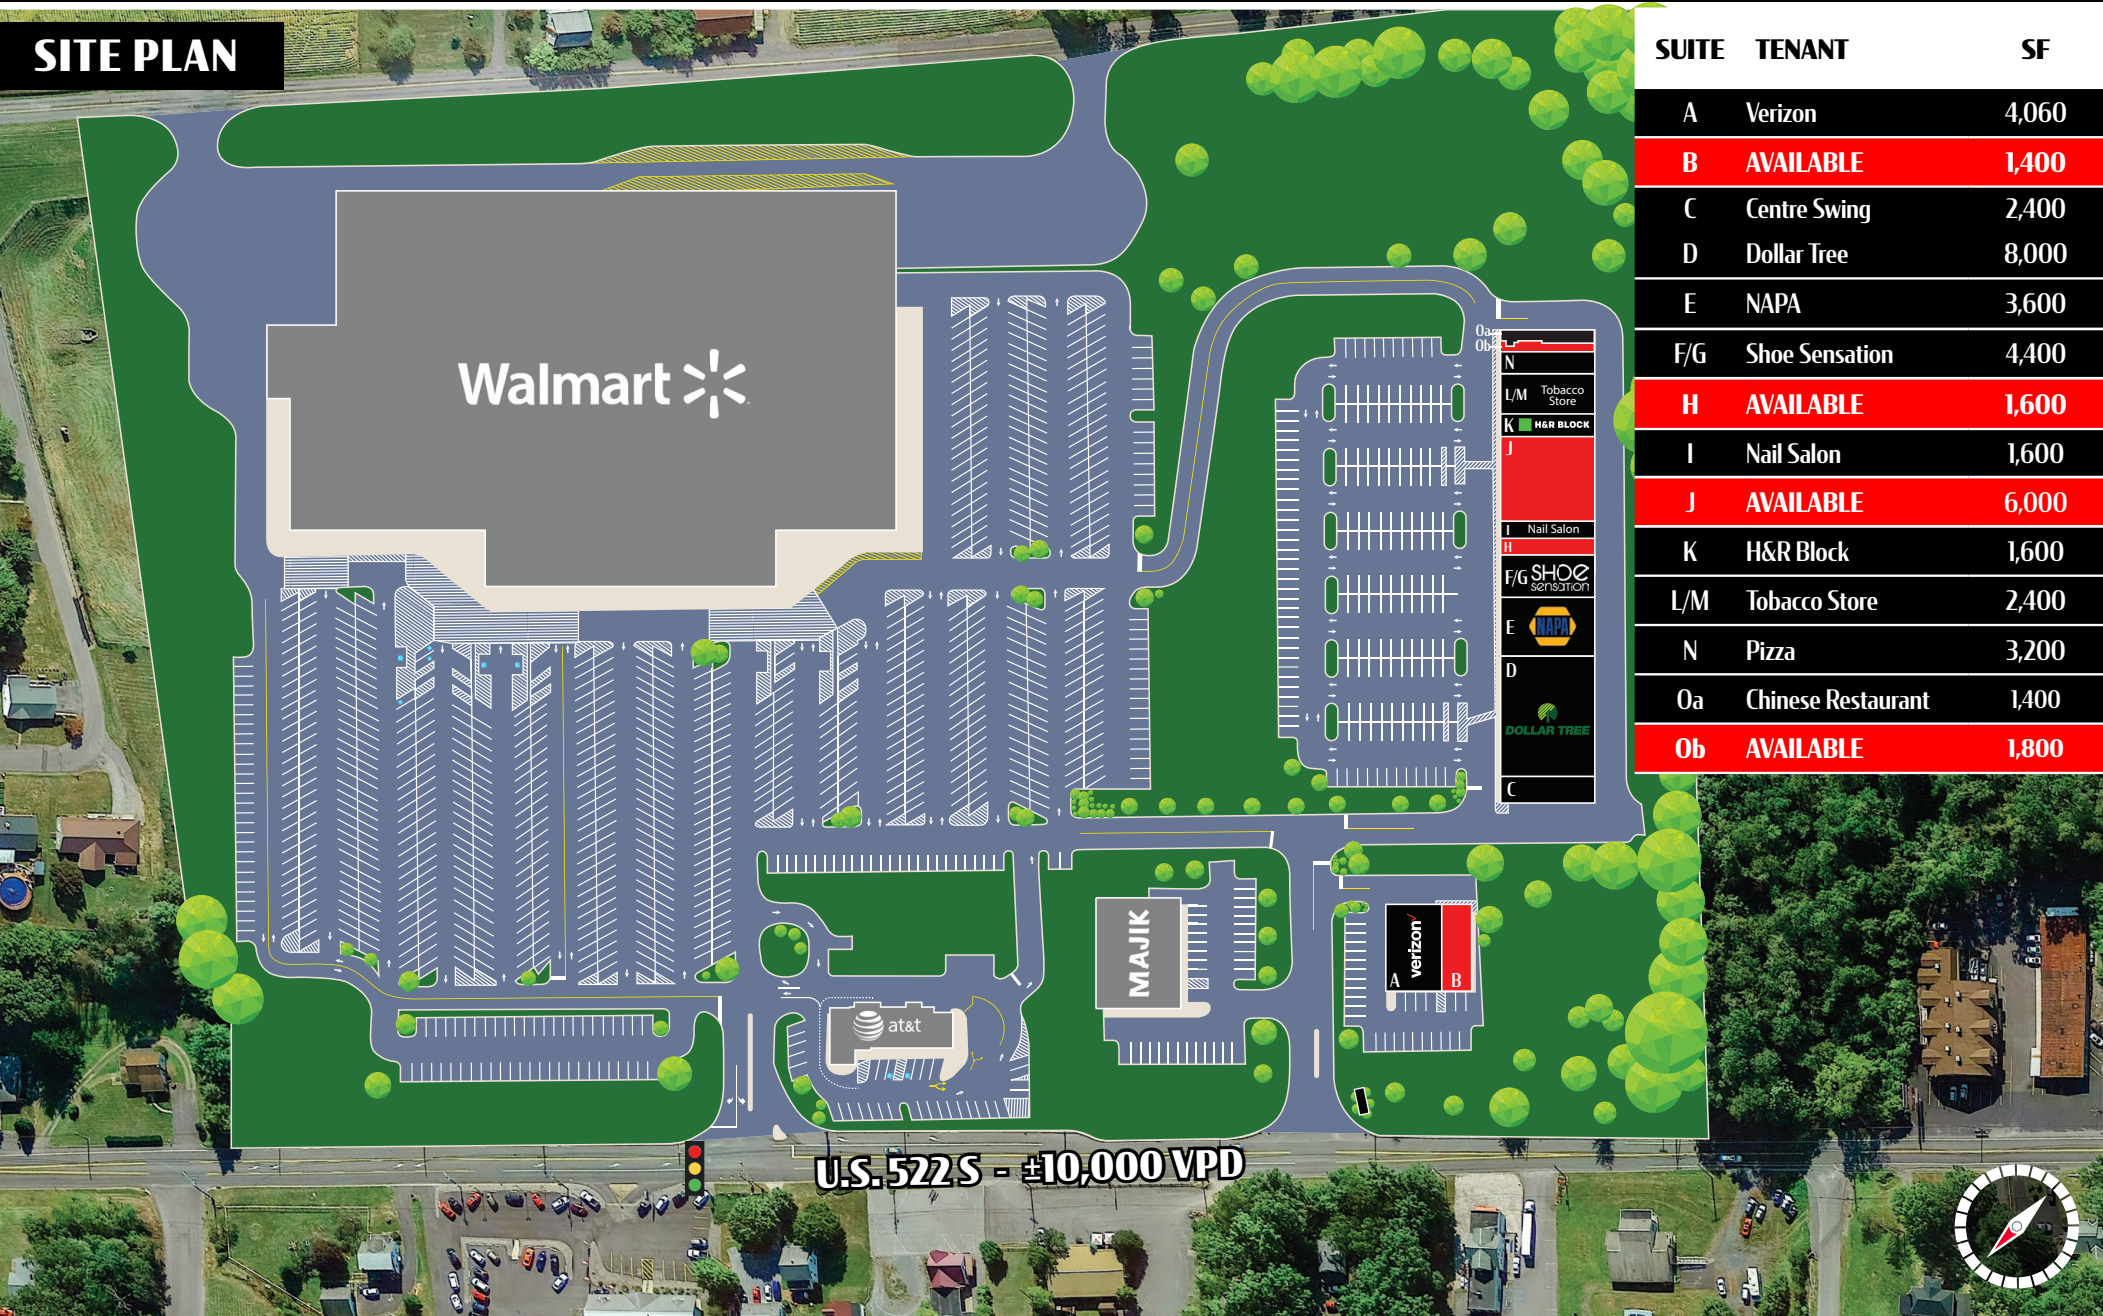 SITE PLAN
SUITE TENANT SF
A Verizon 4,060
B AVAILABLE 1,400
C Centre Swing 2,400
D Dollar Tree 8,000
E NAPA 3,600
F/G Shoe Sensation 4,400
H AVAILABLE 1,600
I Nail Salon 1,600
J AVAILABLE 6,000
K H&R Block 1,600
L/M Tobacco Store 2,400
N Pizza 3,200
Oa Chinese Restaurant 1,400
Ob AVAILABLE 1,800
Walmart
Oa
Ob
N
L/M Tobacco
Store
K H&R BLOCK
J
I Nail Salon
H
F/G SHOE
sensation
E NAPA
D
DOLLAR TREE
C
MAJIK
verizon
A B
at&t
U.S. 522 S - ±10,000 VPD